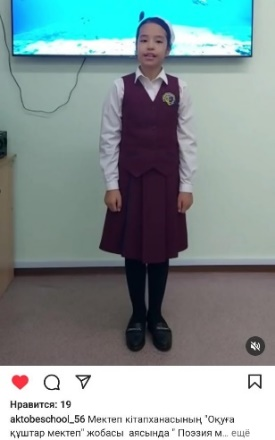 Нравится: 19
aktobeschool_56 Мектеп кітапханасының "Оқуға
құштар мектеп" жобасы аясында " Поэзия м... ещё